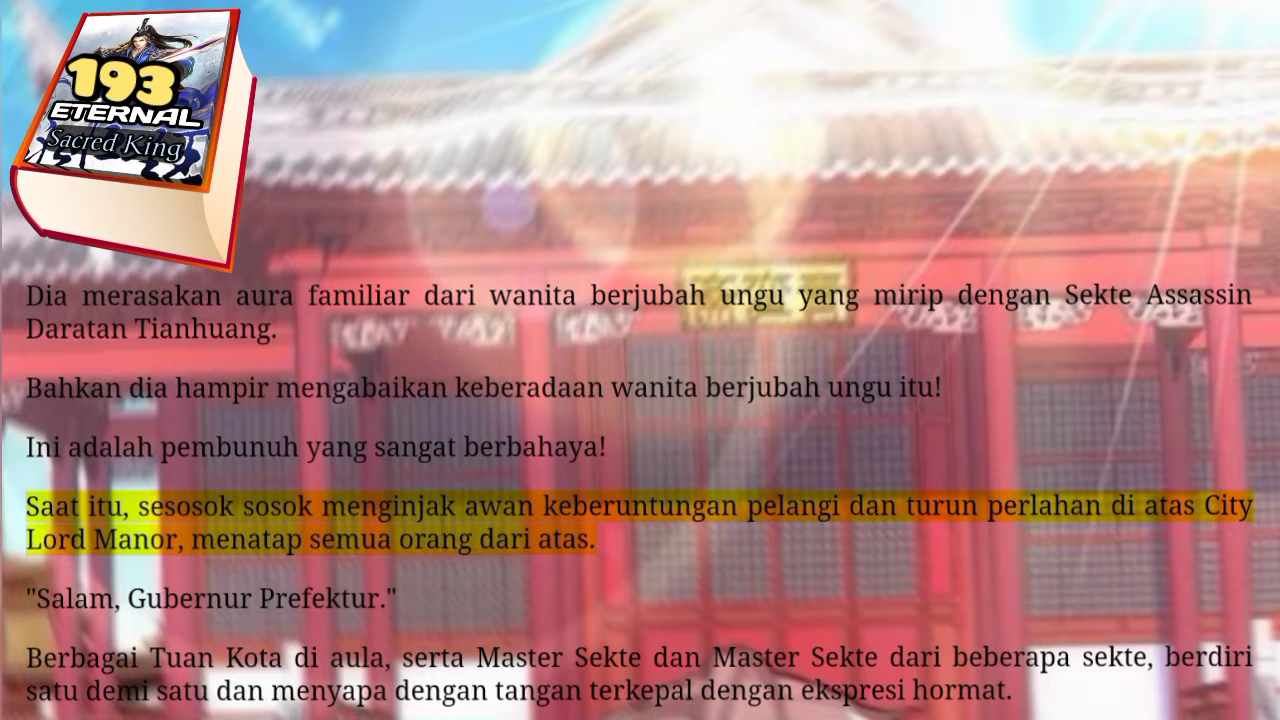 193
ETERNAL
Sacred King
Dia merasakan aura familiar dari wanita berjubah ungu yang mirip dengan Sekte Assassin
Daratan Tianhuang.
Bahkan dia hampir mengabaikan keberadaan wanita berjubah ungu itu!
Ini adalah pembunuh yang sangat berbahaya!
Saat itu, sesosok sosok menginjak awan keberuntungan pelangi dan turun perlahan di atas City
Lord Manor, menatap semua orang dari atas.
"Salam, Gubernur Prefektur."
Berbagai Tuan Kota di aula, serta Master Sekte dan Master Sekte dari beberapa sekte, berdiri
satu demi satu dan menyapa dengan tangan terkepal dengan ekspresi hormat.